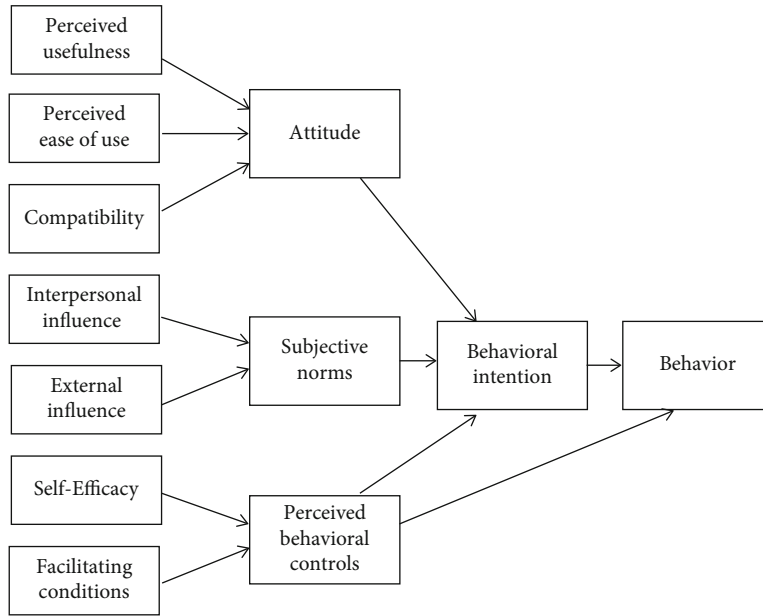 Perceived
usefulness
Perceived
ease of use
Compatibility
Interpersonal
influence
External
influence
Self-Efficacy
Facilitating
conditions
Attitude
Subjective
norms
Perceived
behavioral
controls
Behavioral
intention
Behavior